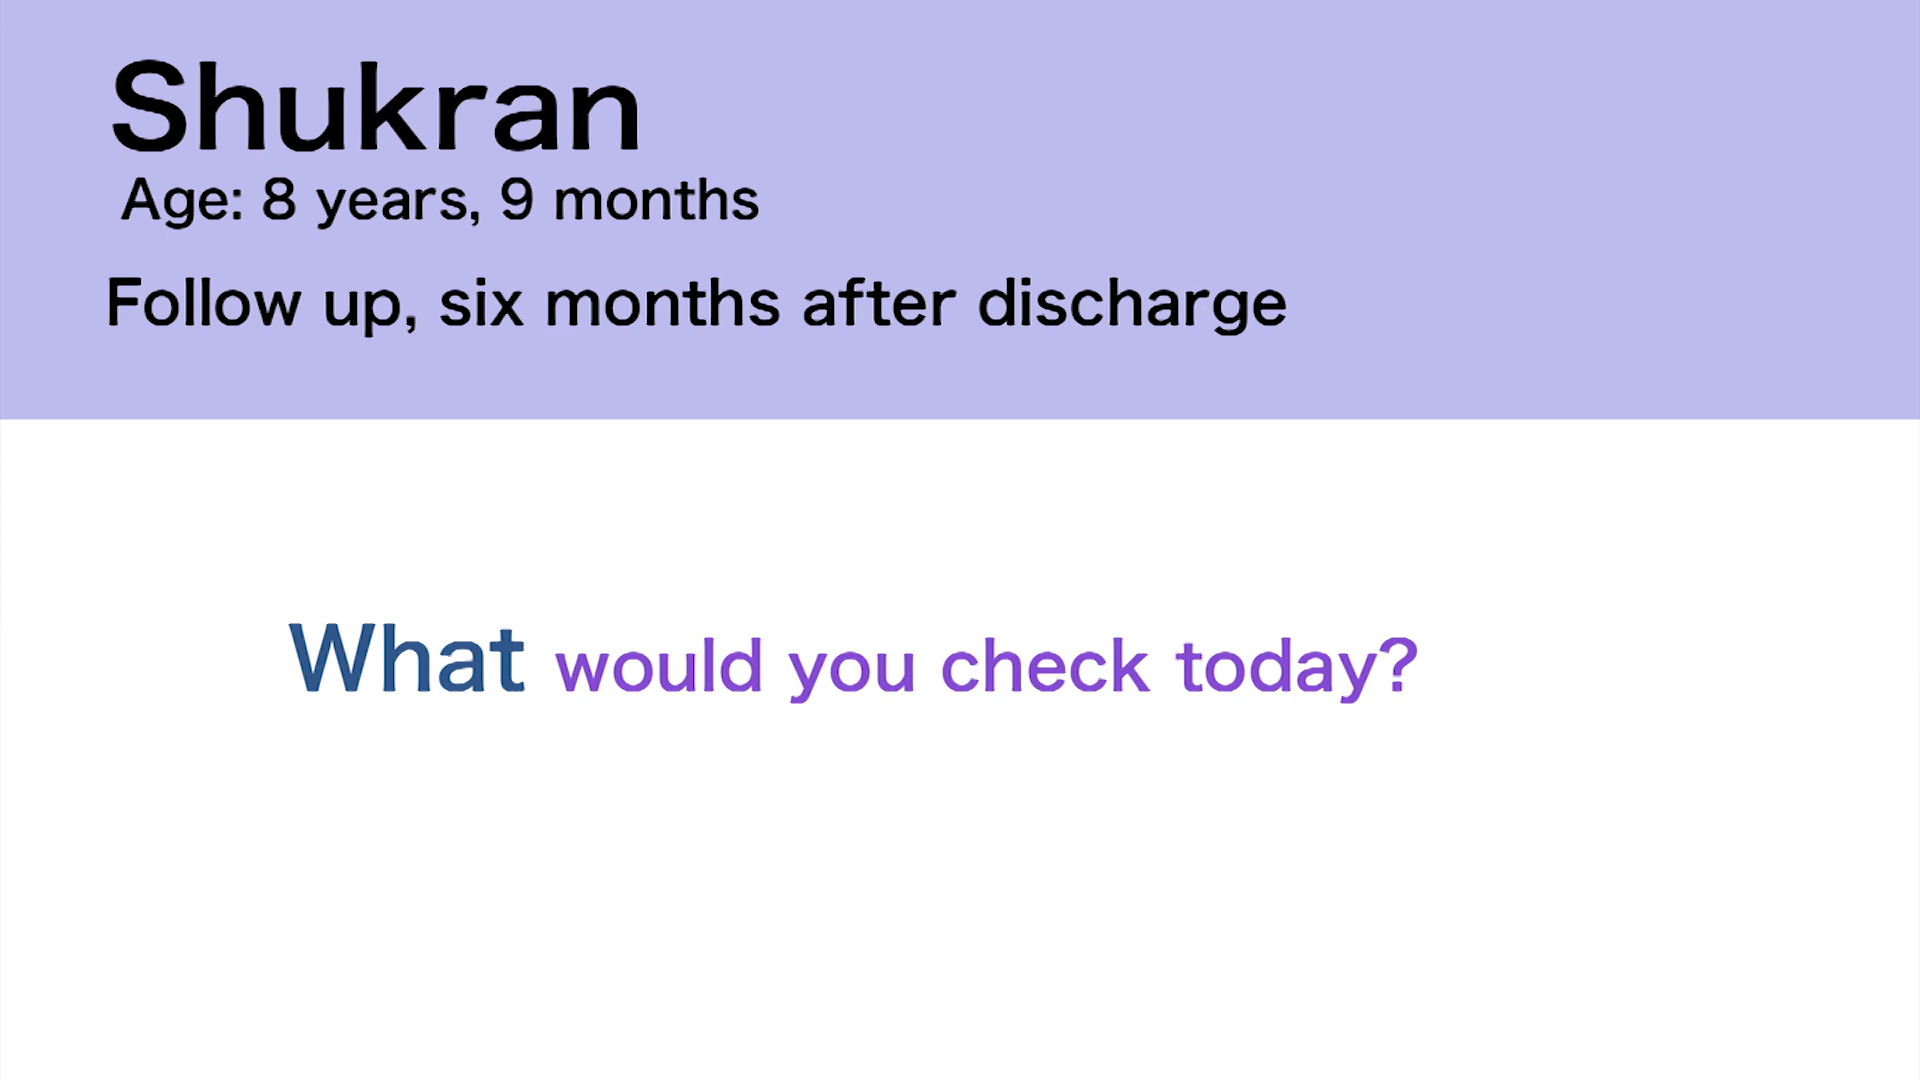 Shukran
Age: 8 years, 9 months
Follow up, six months after discharge
What would you check today?